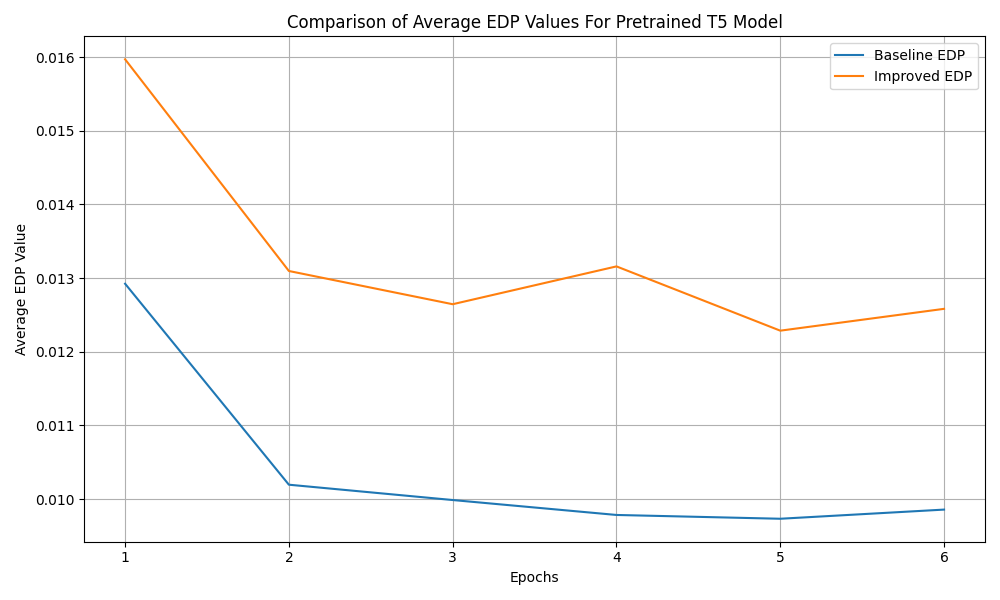 Comparison of Average EDP Values For Pretrained T5 Model
Baseline EDP
Improved EDP
Average EDP Value
0.016
0.015
0.014
0.013
0.012
0.011
0.010
1 2 3 4 5 6
Epochs